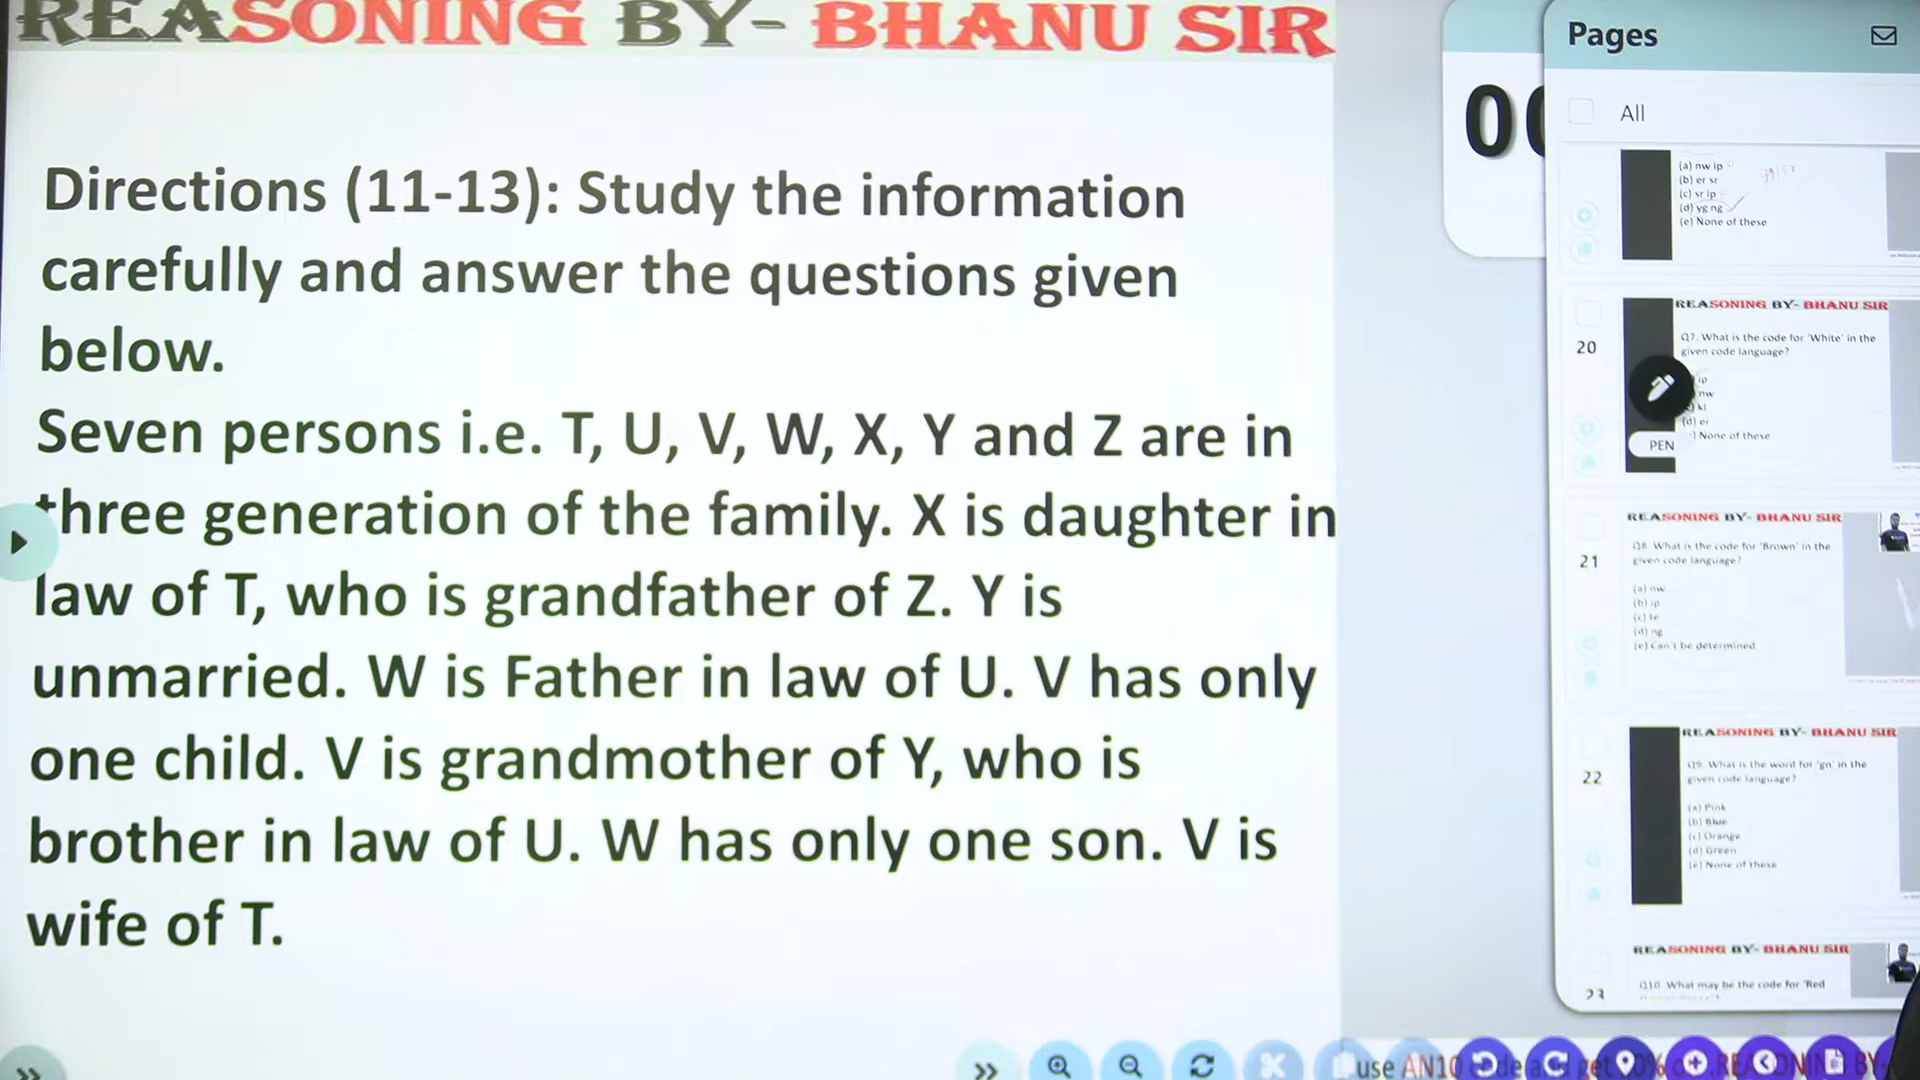 REASONING BY- BHANU SIR
Directions (11-13): Study the information
carefully and answer the questions given
below.
Seven persons i.e. T, U, V, W, X, Y and Z are in
three generation of the family. X is daughter in
law of T, who is grandfather of Z. Y is
unmarried. W is Father in law of U. V has only
one child. V is grandmother of Y, who is
brother in law of U. W has only one son. V is
wife of T.
Pages
All
(a) nw ip
(b) er sr
(c) sr ip
(d) yg ng
(e) None of these
20
REASONING BY- BHANU SIR
Q7. What is the code for 'White' in the
given code language?
ip
nw
kl
(d) er
) None of these
PEN
21
REASONING BY- BHANU SIR
Q8. What is the code for 'Brown' in the
given code language?
(a) nw
(b) ip
(c) te
(d) ng
(e) Can't be determined
22
REASONING BY- BHANU SIR
Q9. What is the word for 'gn' in the
given code language?
(a) Pink
(b) Blue
(c) Orange
(d) Green
(e) None of these
23
REASONING BY- BHANU SIR
Q10. What may be the code for 'Red
use AN10